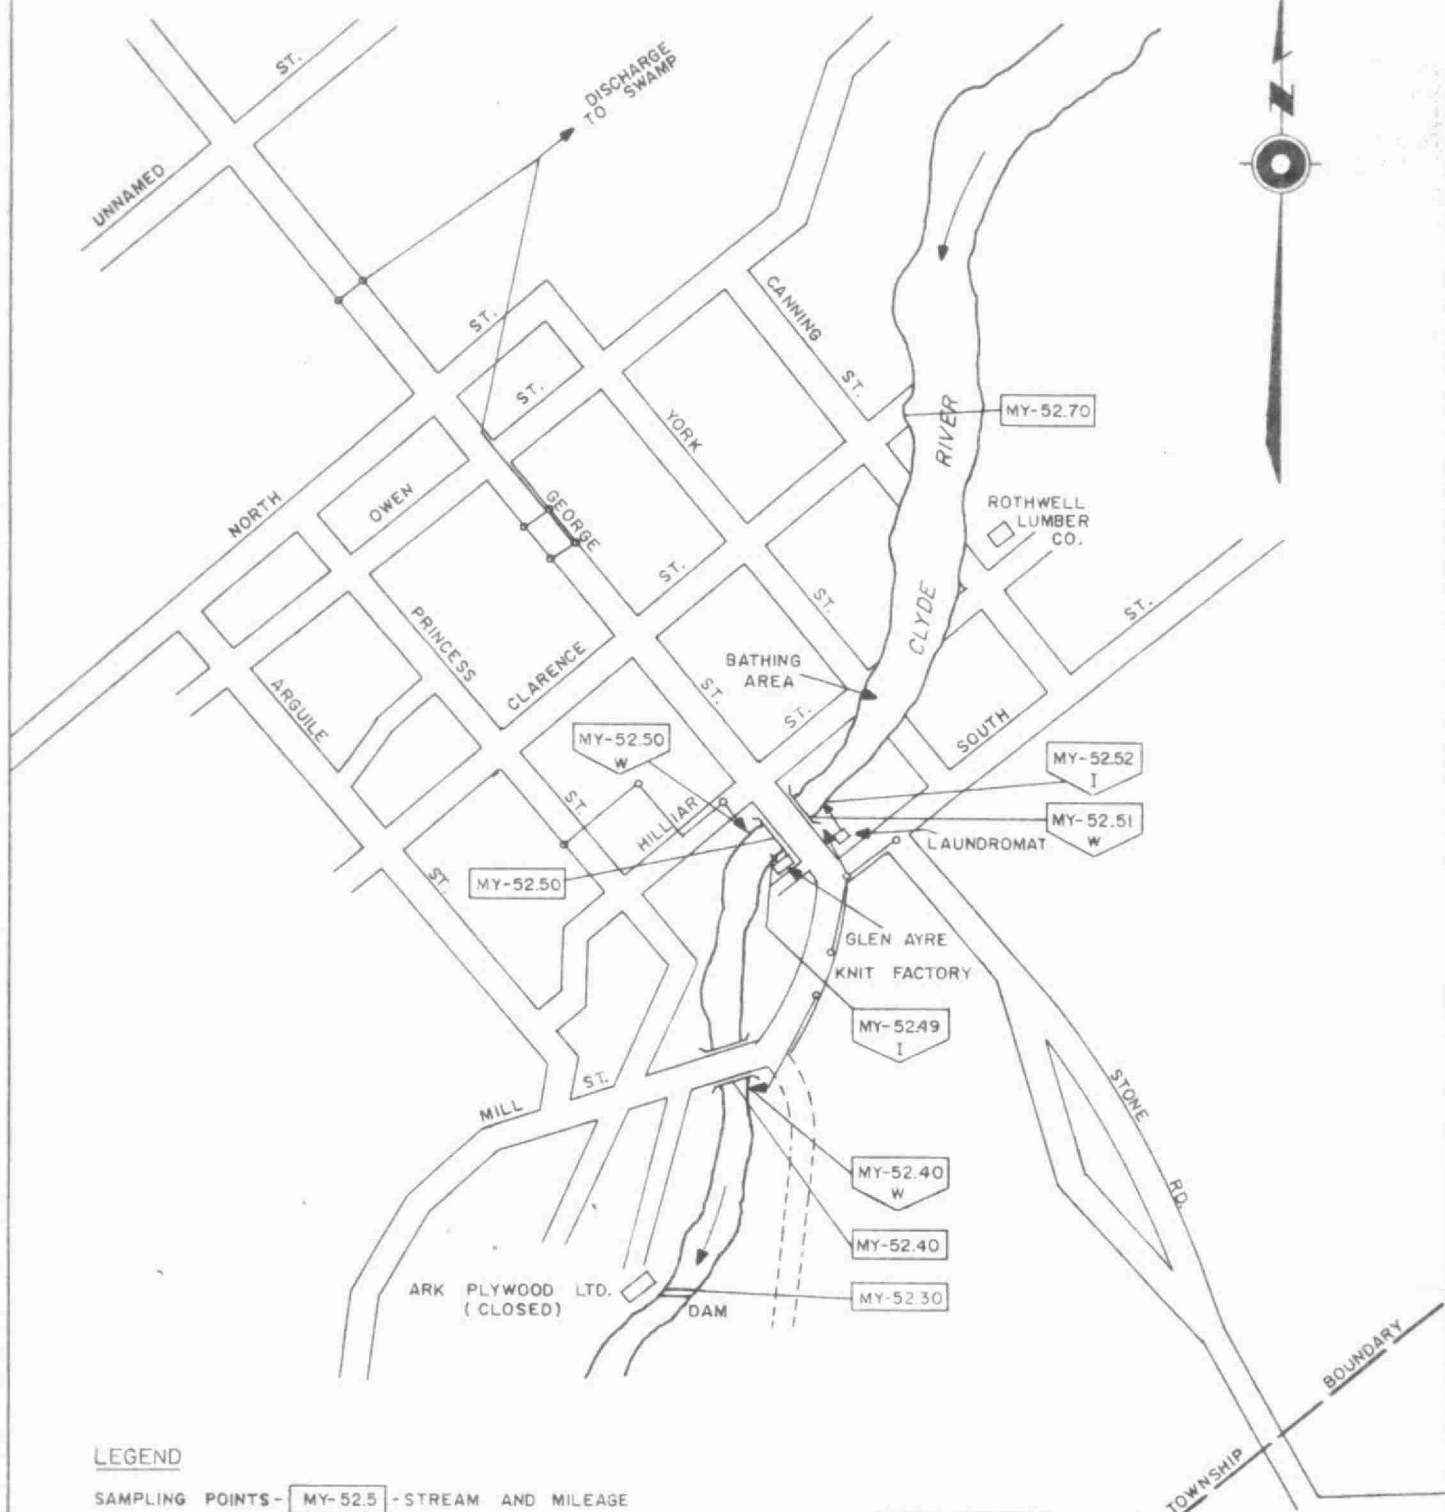 ST.
DISCHARGE
TO SWAMP
N
UNNAMED
CANNING
ST.
ST.
ST.
YORK
RIVER
MY-52.70
OWEN
NORTH
GEORGE
ROTHWELL
LUMBER
CO.
ST.
ST.
CLYDE
ST.
PRINCESS
CLARENCE
BATHING
AREA
ARGUILE
ST.
ST.
SOUTH
MY-52.50
W
MY-52.52
I
ST.
HILLIAR
MY-52.51
W
LAUNDROMAT
ST.
MY-52.50
GLEN AYRE
KNIT FACTORY
MY-52.49
I
ST.
MILL
STONE
RD.
MY-52.40
W
MY-52.40
ARK PLYWOOD LTD.
(CLOSED)
DAM
MY-52.30
BOUNDARY
TOWNSHIP
LEGEND
SAMPLING POINTS - MY-52.5 - STREAM AND MILEAGE